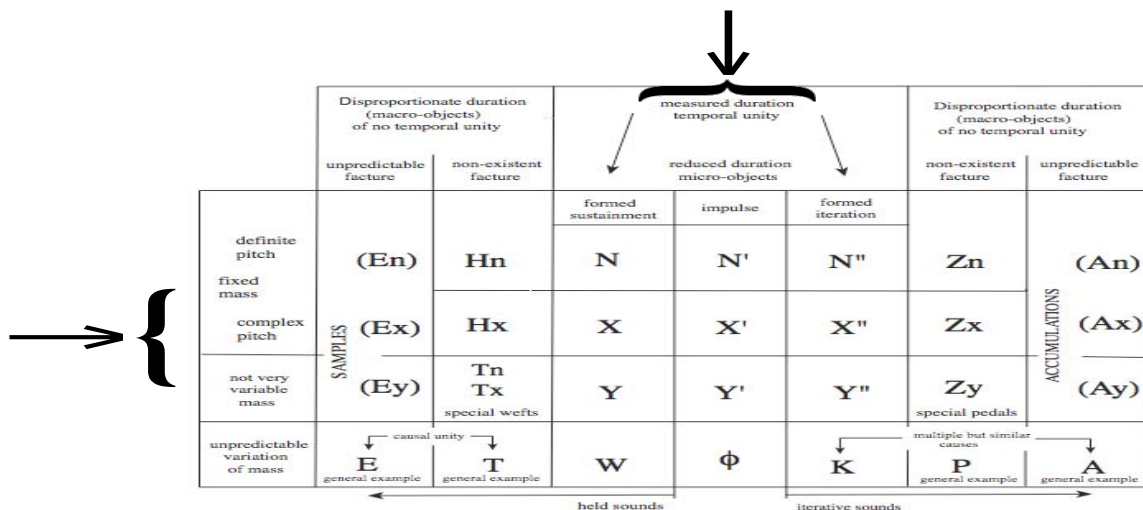 Disproportionate duration
(macro-objects)
of no temporal unity
measured duration
temporal unity
Disproportionate duration
(macro-objects)
of no temporal unity
unpredictable
facture
non-existent
facture
reduced duration
micro-objects
non-existent
facture
unpredictable
facture
formed
sustainment
impulse
formed
iteration
definite
pitch
(En) Hn N N' N" Zn (An)
fixed
mass
complex
pitch
(Ex) Hx X X' X" Zx (Ax)
SAMPLES
ACCUMULATIONS
not very
variable
mass
(Ey)
Tn
Tx
special wefts
Y Y' Y"
Zy
special pedals
(Ay)
unpredictable
variation
of mass
causal unity
multiple but similar
causes
E T W ϕ K P A
general example general example general example general example
held sounds iterative sounds